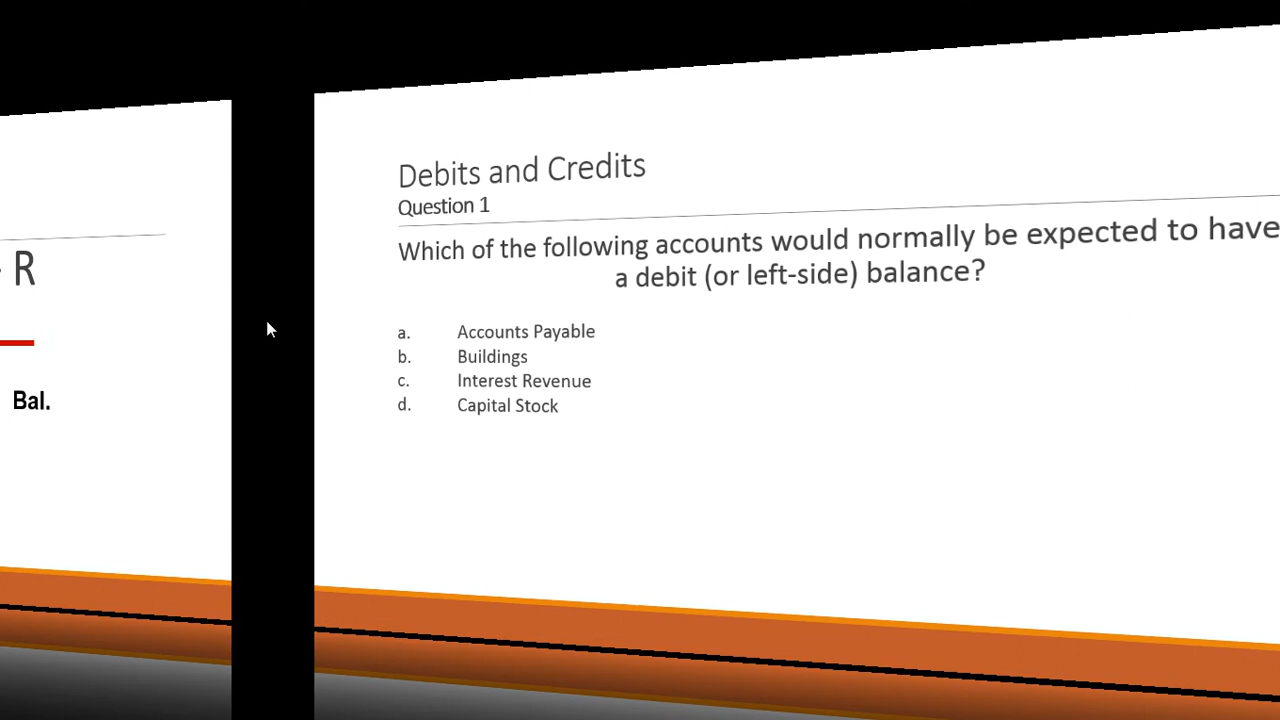 R
Bal.
Debits and Credits
Question 1
Which of the following accounts would normally be expected to have
a debit (or left-side) balance?
a. Accounts Payable
b. Buildings
c. Interest Revenue
d. Capital Stock